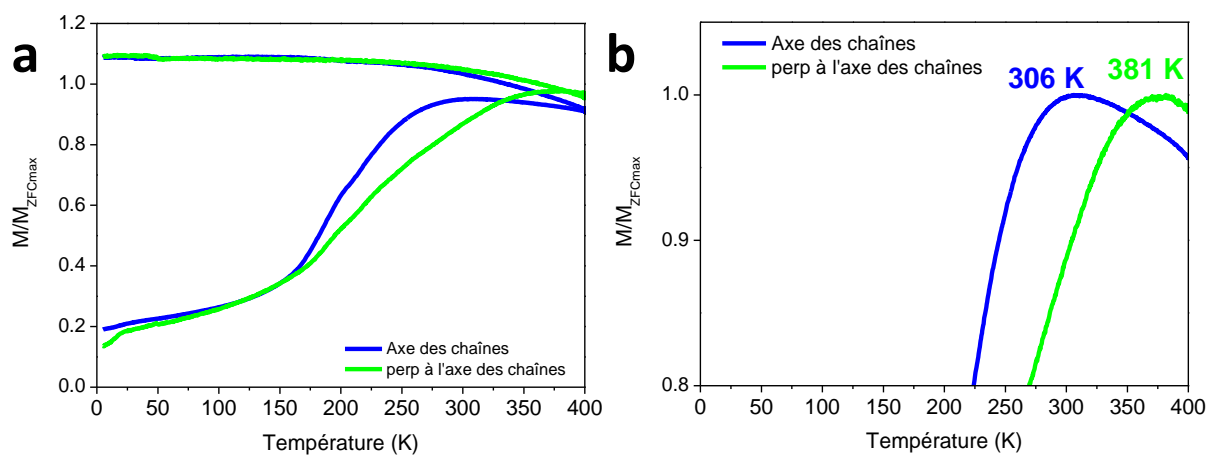 a
1.2
1.0
0.8
0.6
0.4
0.2
0.0
M/M_ZFCmax
Axe des chaînes
perp à l'axe des chaînes
0 50 100 150 200 250 300 350 400
Température (K)
b
Axe des chaînes
perp à l'axe des chaînes
306 K 381 K
1.0
0.9
0.8
M/M_ZFCmax
0 50 100 150 200 250 300 350 400
Température (K)